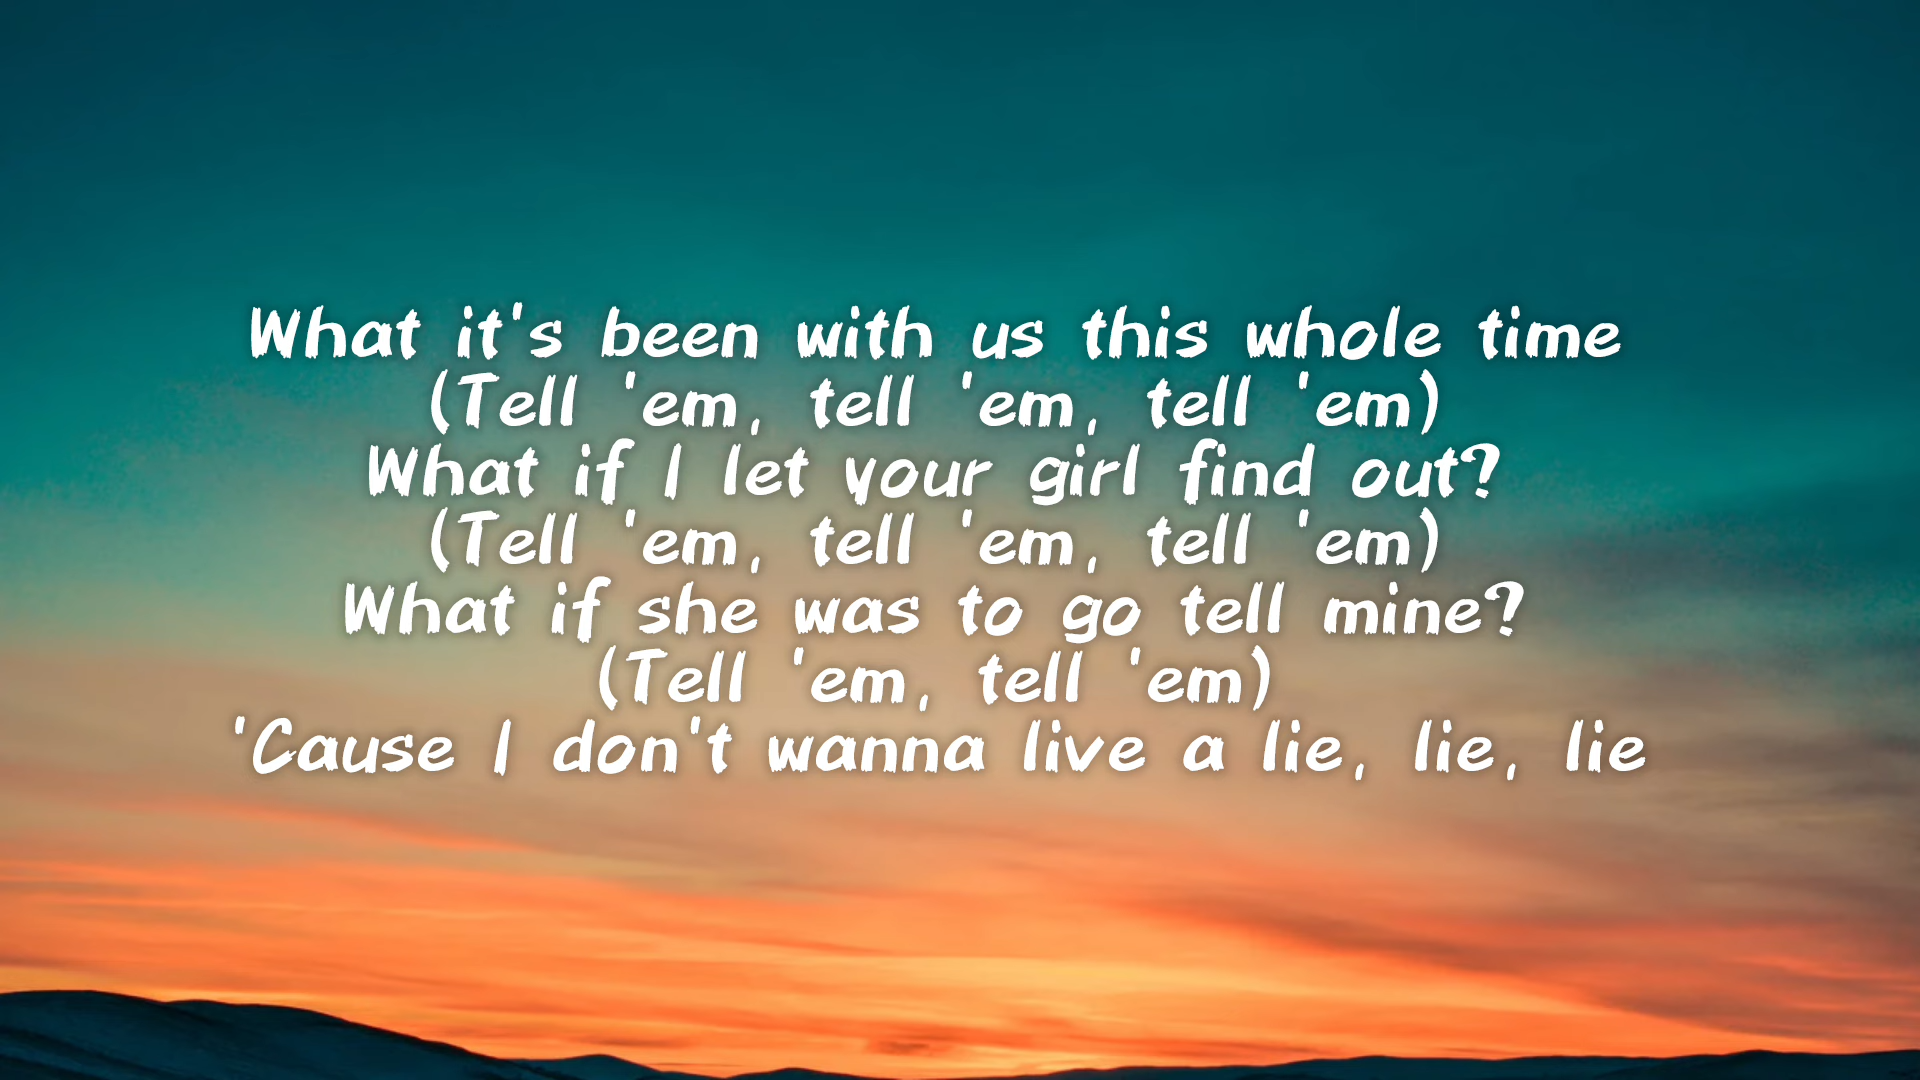 What it's been with us this whole time
(Tell 'em, tell 'em, tell 'em)
What if I let your girl find out?
(Tell 'em, tell 'em, tell 'em)
What if she was to go tell mine?
(Tell 'em, tell 'em)
'Cause I don't wanna live a lie, lie, lie